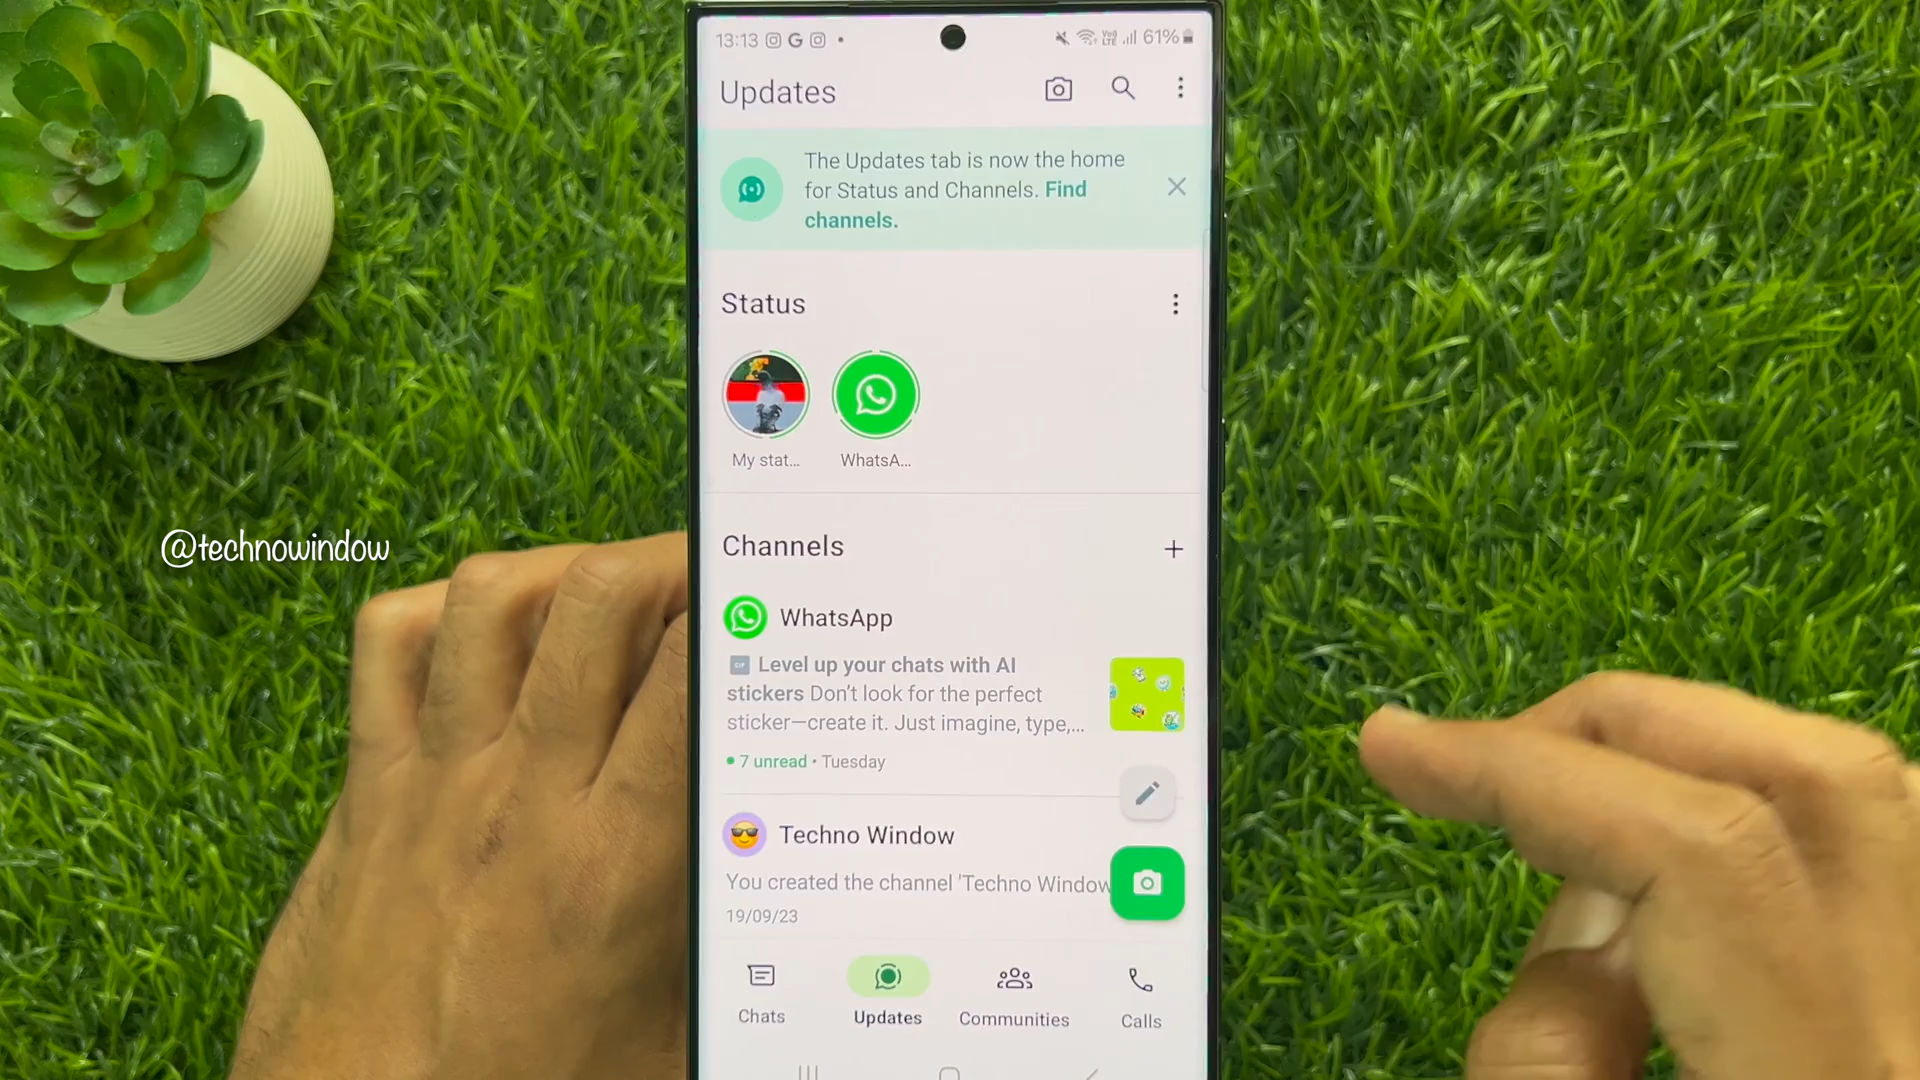 13:13
61%
Updates
The Updates tab is now the home
for Status and Channels. Find
channels.
Status
My stat...
WhatsA...
@technowindow
Channels
WhatsApp
GIF Level up your chats with AI
stickers Don't look for the perfect
sticker—create it. Just imagine, type,...
• 7 unread • Tuesday
Techno Window
You created the channel 'Techno Window
19/09/23
Chats
Updates
Communities
Calls